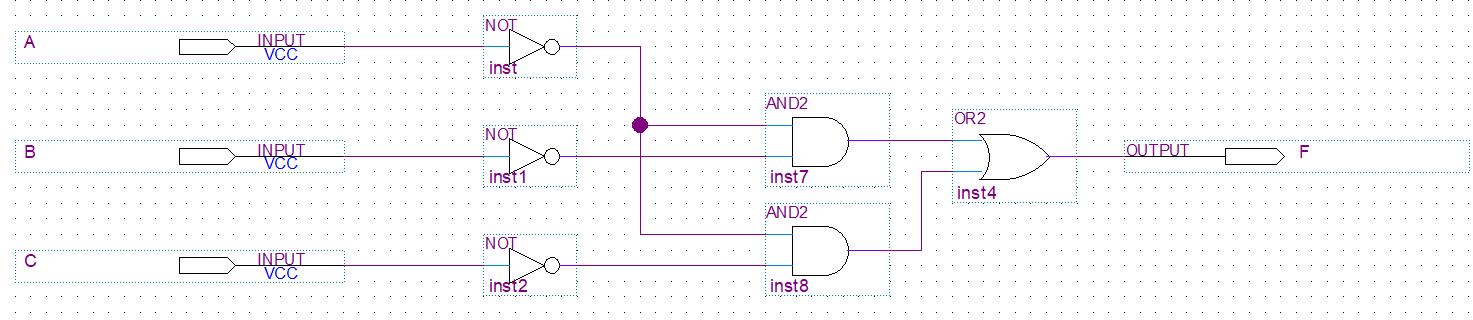 A
INPUT
VCC
NOT
inst
B
INPUT
VCC
NOT
inst1
AND2
inst7
OR2
inst4
OUTPUT
F
C
INPUT
VCC
NOT
inst2
AND2
inst8